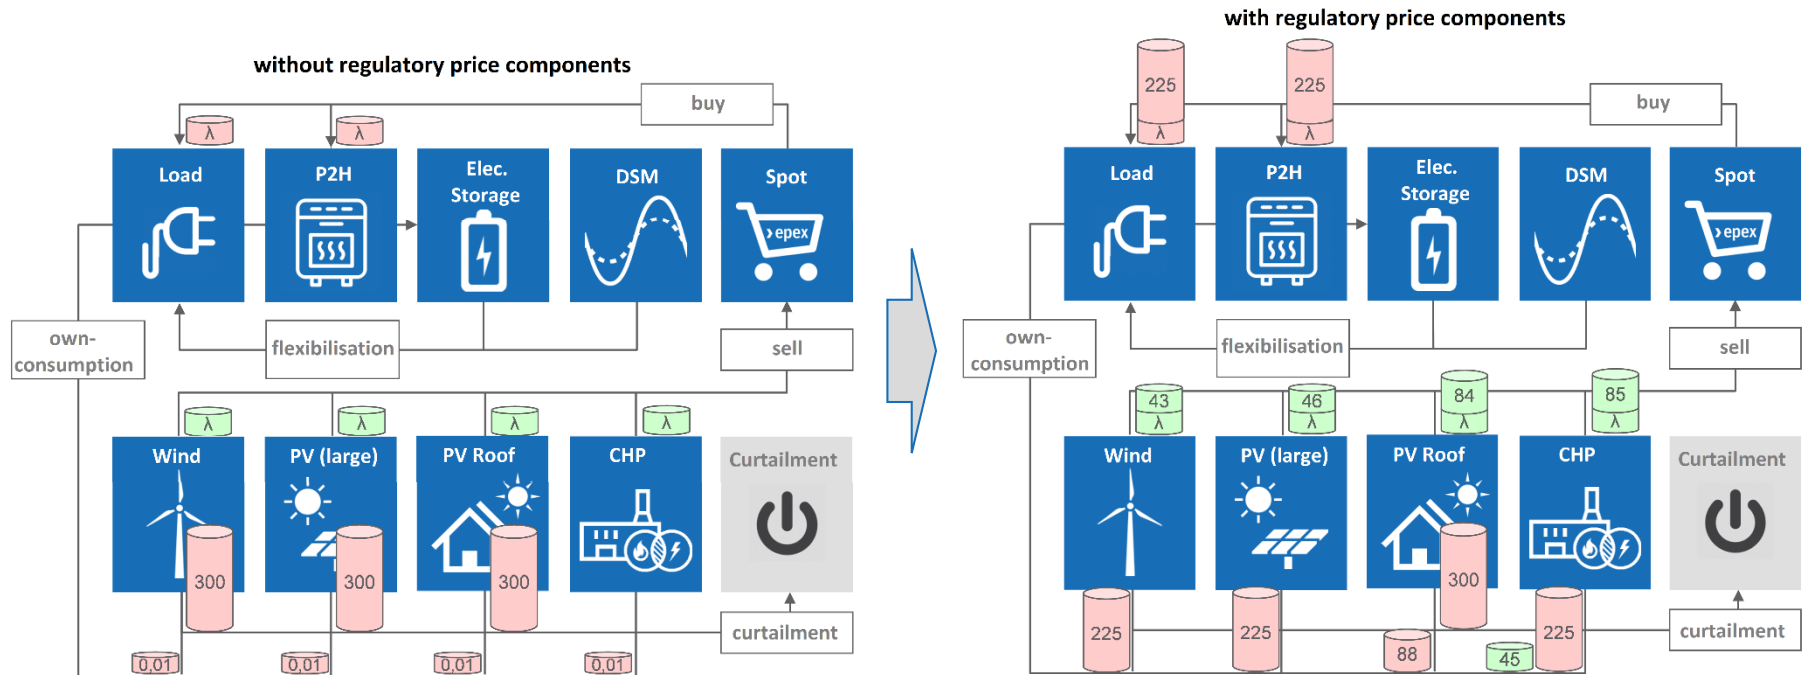 without regulatory price components
buy
λ
λ
Load
P2H
Elec.
Storage
DSM
Spot
epex
own-
consumption
flexibilisation
sell
λ
λ
λ
λ
Wind
PV (large)
PV Roof
CHP
Curtailment
300
300
300
curtailment
0,01
0,01
0,01
0,01
with regulatory price components
225
225
buy
λ
λ
Load
P2H
Elec.
Storage
DSM
Spot
epex
own-
consumption
flexibilisation
sell
43
46
84
85
λ
λ
λ
λ
Wind
PV (large)
PV Roof
CHP
Curtailment
300
225
225
225
curtailment
88
45